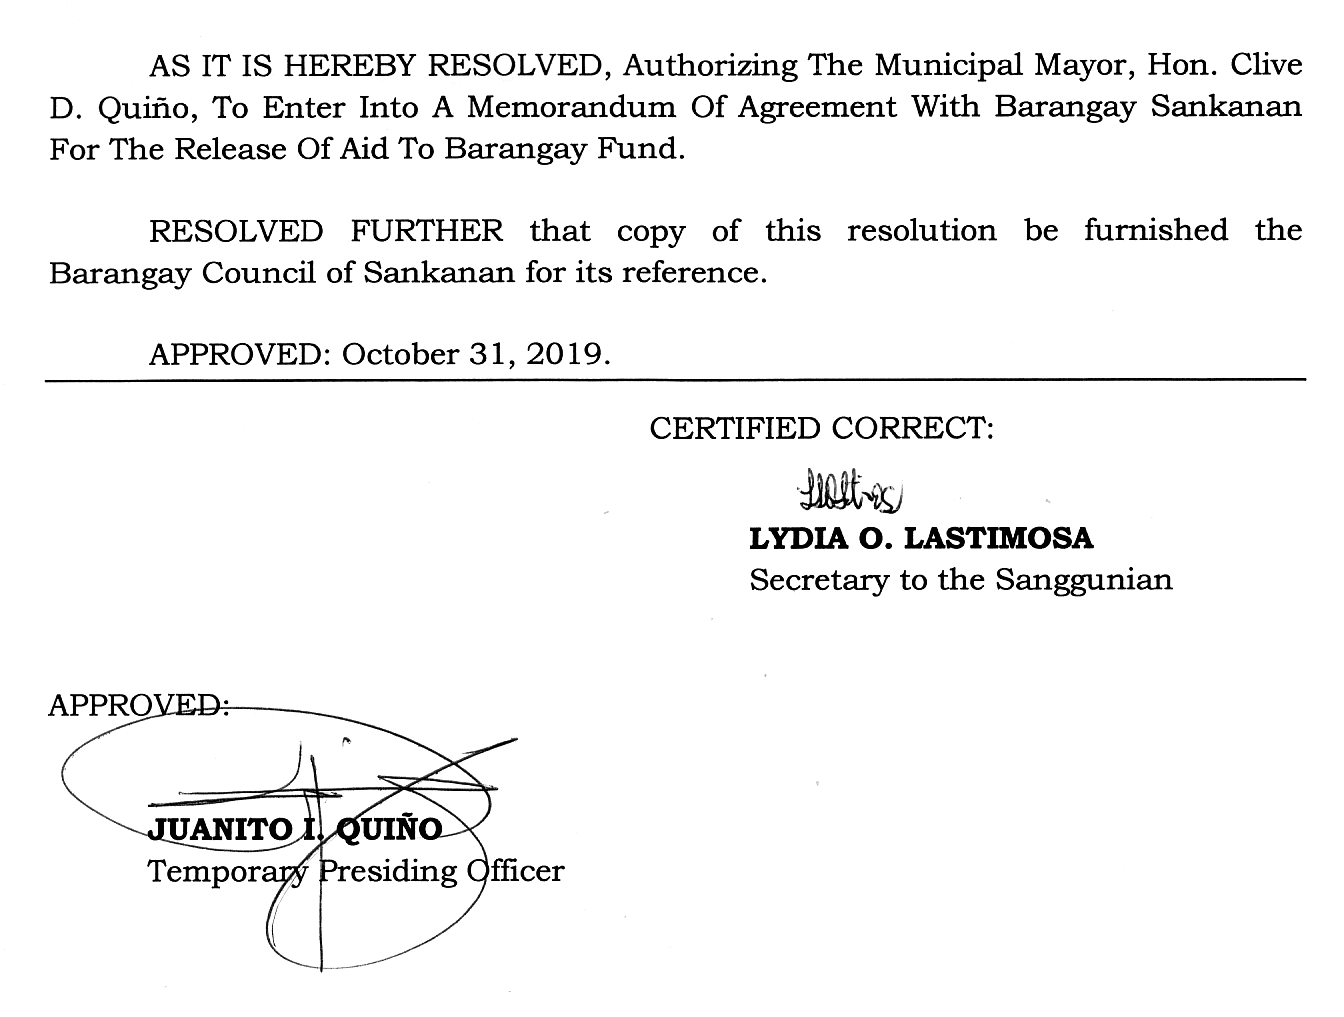 AS IT IS HEREBY RESOLVED, Authorizing The Municipal Mayor, Hon. Clive
D. Quiño, To Enter Into A Memorandum Of Agreement With Barangay Sankanan
For The Release Of Aid To Barangay Fund.
RESOLVED FURTHER that copy of this resolution be furnished the
Barangay Council of Sankanan for its reference.
APPROVED: October 31, 2019.
CERTIFIED CORRECT:
LYDIA O. LASTIMOSA
Secretary to the Sanggunian
APPROVED:
JUANITO I. QUIÑO
Temporary Presiding Officer